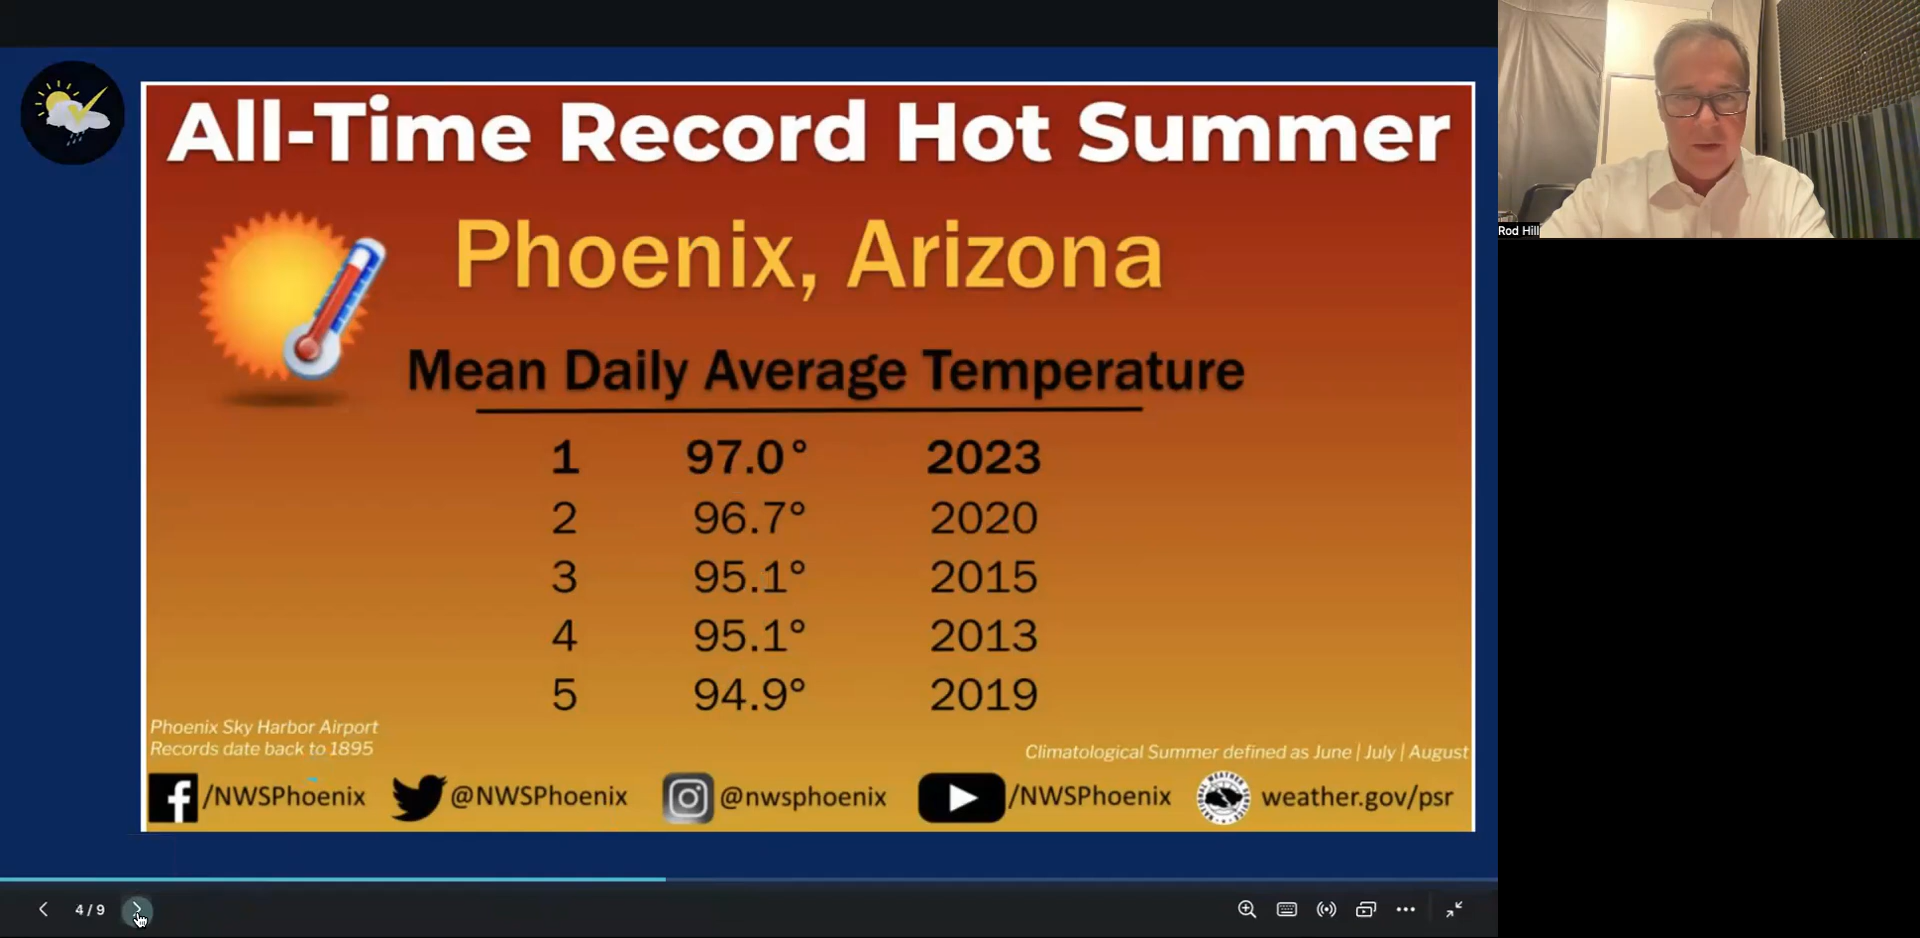 All-Time Record Hot Summer
Phoenix, Arizona
Mean Daily Average Temperature
1 97.0° 2023
2 96.7° 2020
3 95.1° 2015
4 95.1° 2013
5 94.9° 2019
Phoenix Sky Harbor Airport
Records date back to 1895
Climatological Summer defined as June | July | August
/NWSPhoenix @NWSPhoenix @nwsphoenix /NWSPhoenix weather.gov/psr
4 / 9
Rod Hill